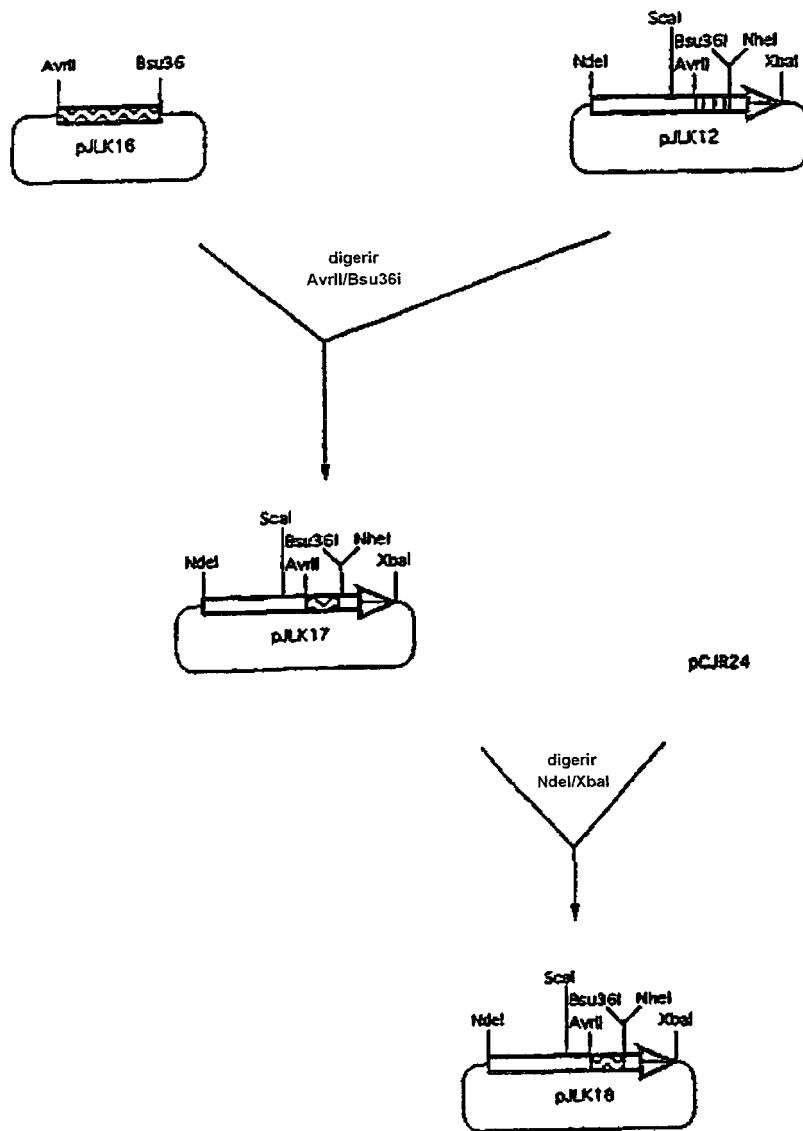 AvrII
Bsu36
pJLK16
ScaI
Bsu36I NheI
NdeI AvrII XbaI
pJLK12
digerir
AvrII/Bsu36i
ScaI
Bsu36I NheI
NdeI AvrII XbaI
pJLK17
pCJR24
digerir
NdeI/XbaI
ScaI
Bsu36I NheI
NdeI AvrII XbaI
pJLK18